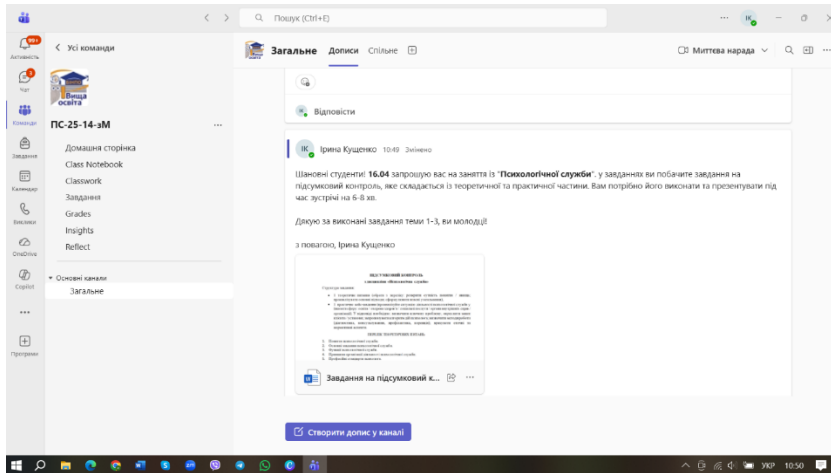 Пошук (Ctrl+E)
ІК
99+
Активність
Чат
Команди
Завдання
Календар
Виклики
OneDrive
Copilot
Програми
Усі команди
Вища освіта
ПС-25-14-зМ
Домашня сторінка
Class Notebook
Classwork
Завдання
Grades
Insights
Reflect
Основні канали
Загальне
Загальне Дописи Спільне
Миттєва нарада
Відповісти
ІК Ірина Кущенко 10:49 Змінено
Шановні студенти! 16.04 запрошую вас на заняття із "Психологічної служби". у завданнях ви побачите завдання на
підсумковий контроль, яке складається із теоретичної та практичної частини. Вам потрібно його виконати та презентувати під
час зустрічі на 6-8 хв.
Дякую за виконані завдання теми 1-3, ви молодці!
з повагою, Ірина Кущенко
ПІДСУМКОВИЙ КОНТРОЛЬ
Завдання на підсумковий к...
Створити допис у каналі
УКР 10:50